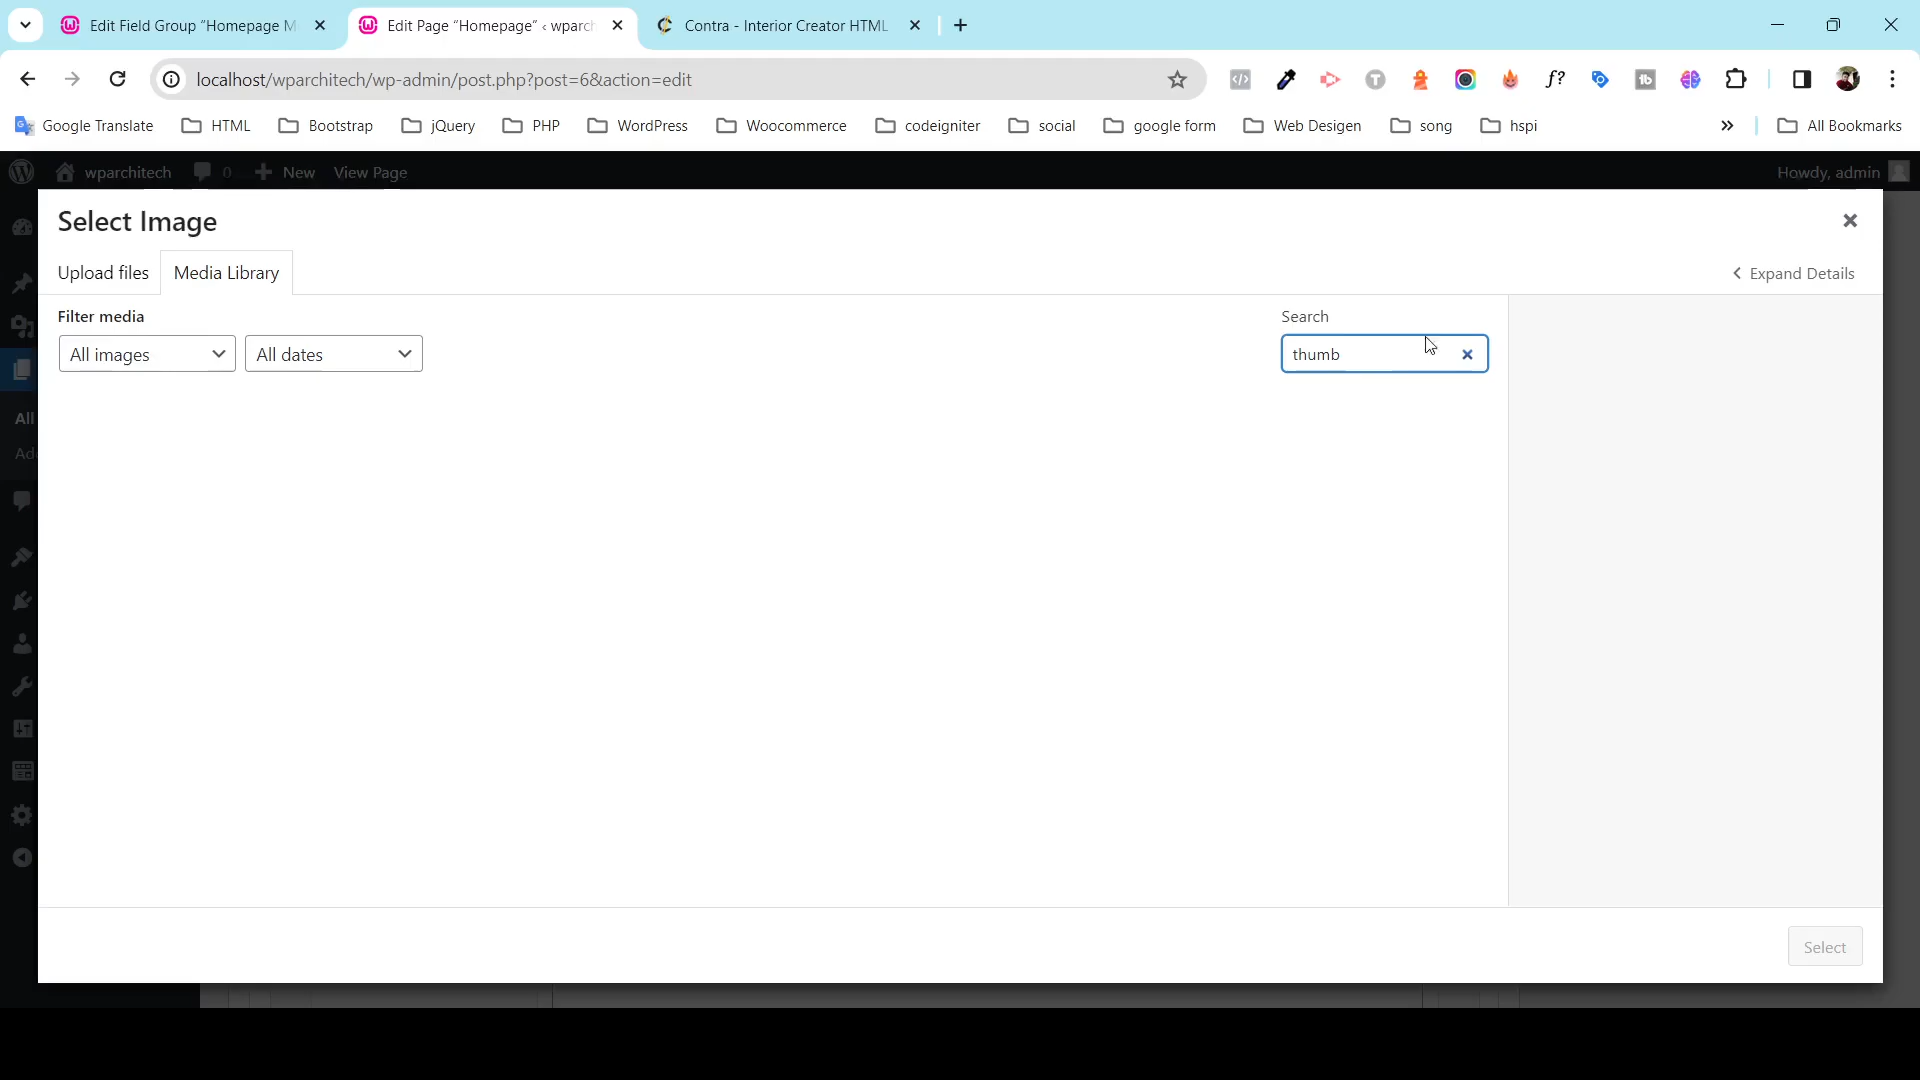 Edit Field Group “Homepage M
Edit Page “Homepage” ‹ wparch
Contra - Interior Creator HTML
localhost/wparchitech/wp-admin/post.php?post=6&action=edit
Google Translate
HTML
Bootstrap
jQuery
PHP
WordPress
Woocommerce
codeigniter
social
google form
Web Desigen
song
hspi
All Bookmarks
wparchitech
0
New
View Page
Howdy, admin
Select Image
Upload files
Media Library
Expand Details
Filter media
Search
All images
All dates
thumb
All
Ad
Select